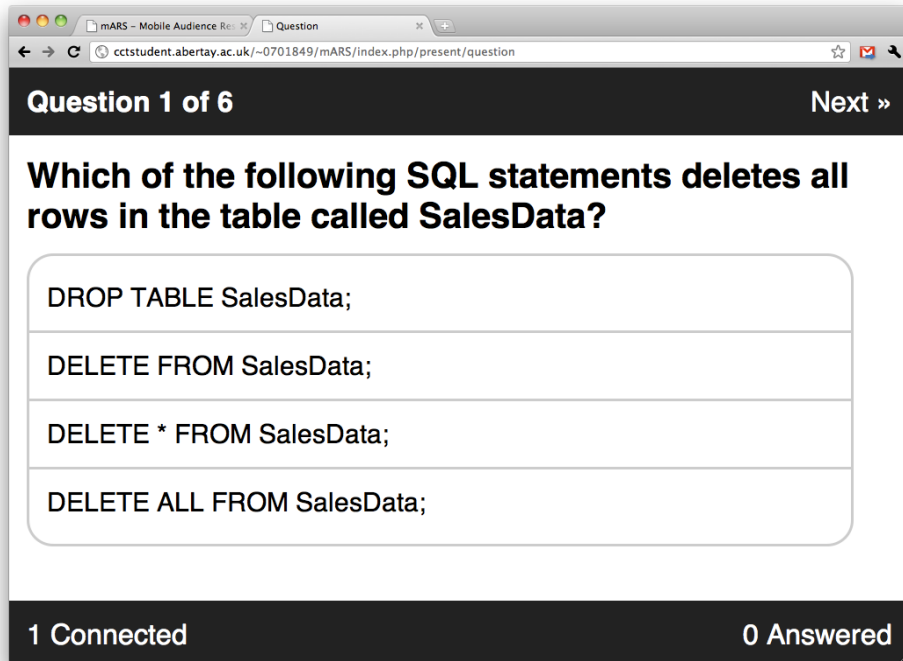 mARS – Mobile Audience Res
Question
cctstudent.abertay.ac.uk/~0701849/mARS/index.php/present/question
Question 1 of 6
Next »
Which of the following SQL statements deletes all
rows in the table called SalesData?
DROP TABLE SalesData;
DELETE FROM SalesData;
DELETE * FROM SalesData;
DELETE ALL FROM SalesData;
1 Connected
0 Answered